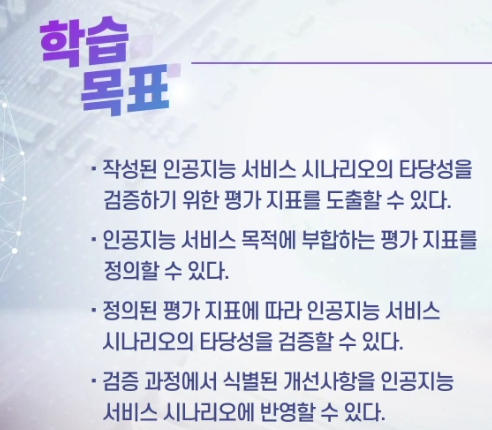 학습
목표
· 작성된 인공지능 서비스 시나리오의 타당성을
검증하기 위한 평가 지표를 도출할 수 있다.
· 인공지능 서비스 목적에 부합하는 평가 지표를
정의할 수 있다.
· 정의된 평가 지표에 따라 인공지능 서비스
시나리오의 타당성을 검증할 수 있다.
· 검증 과정에서 식별된 개선사항을 인공지능
서비스 시나리오에 반영할 수 있다.